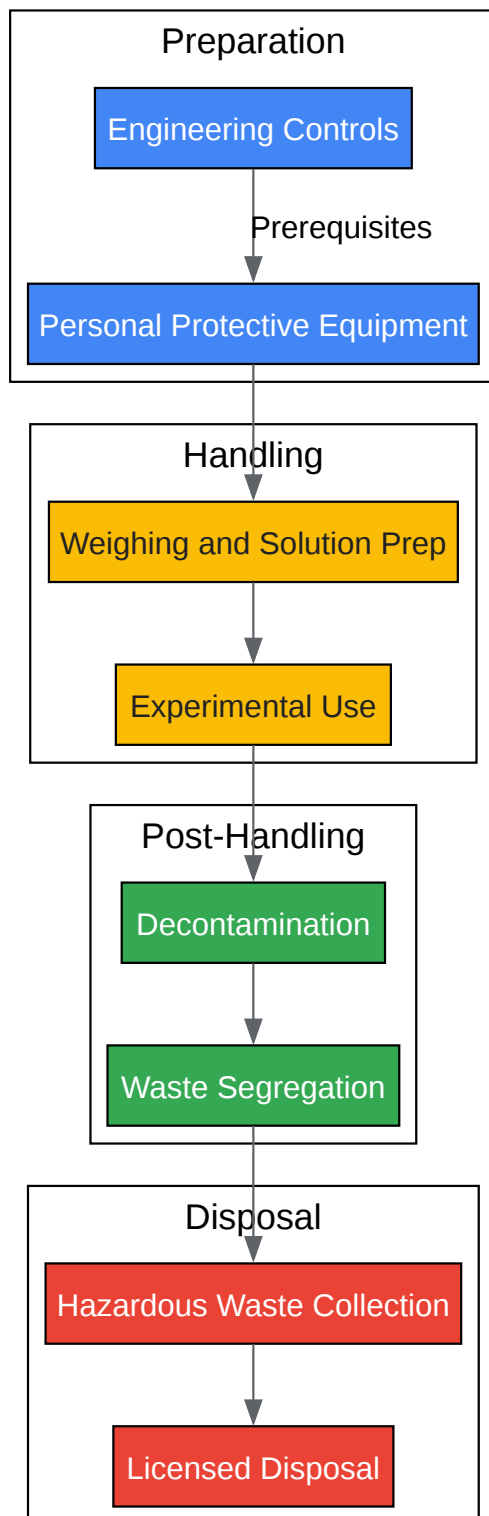 Preparation
Engineering Controls
Prerequisites
Personal Protective Equipment
Handling
Weighing and Solution Prep
Experimental Use
Post-Handling
Decontamination
Waste Segregation
Disposal
Hazardous Waste Collection
Licensed Disposal